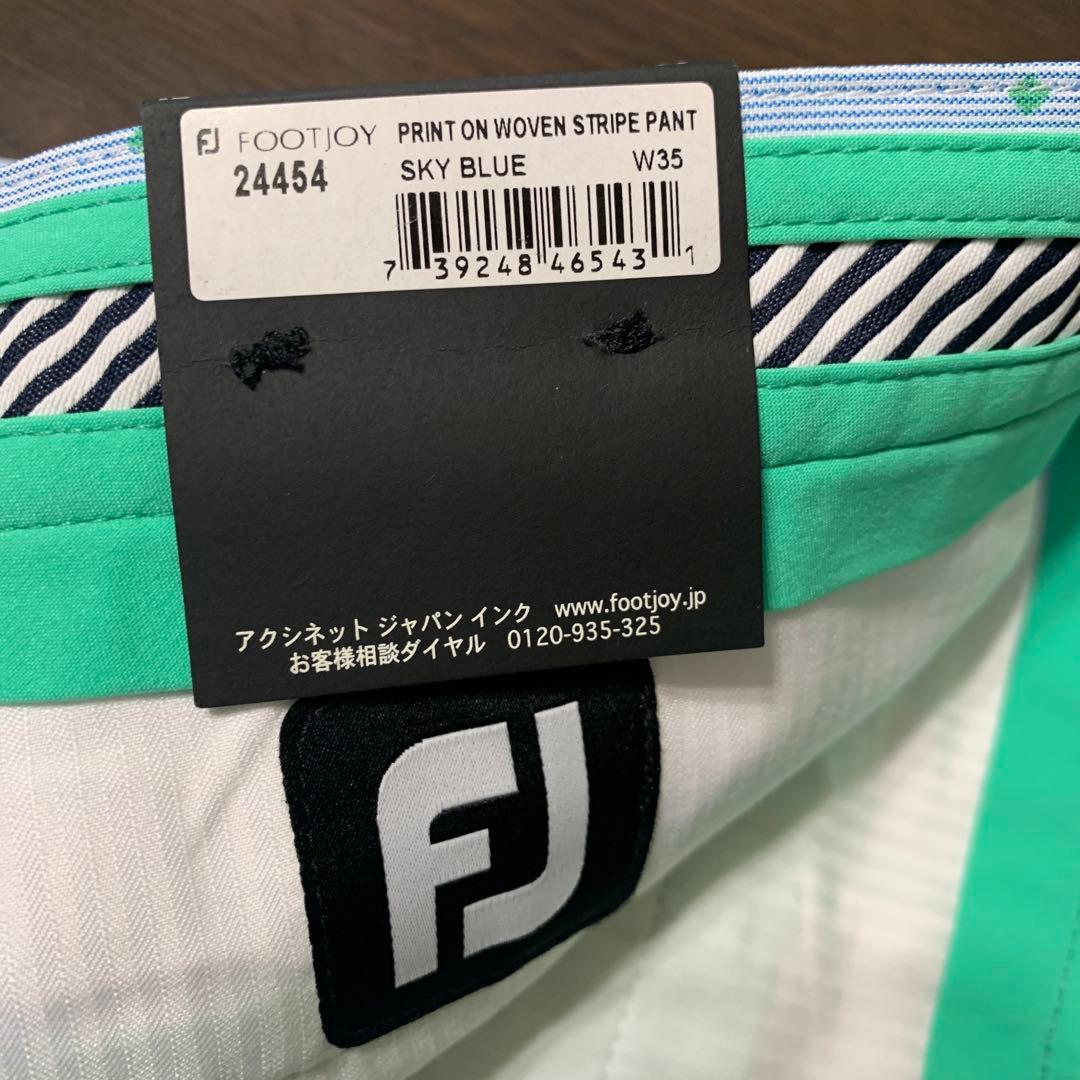 FJ FOOTJOY PRINT ON WOVEN STRIPE PANT
24454 SKY BLUE W35
7 39248 46543 1
アクシネット ジャパン インク www.footjoy.jp
お客様相談ダイヤル 0120-935-325
FJ